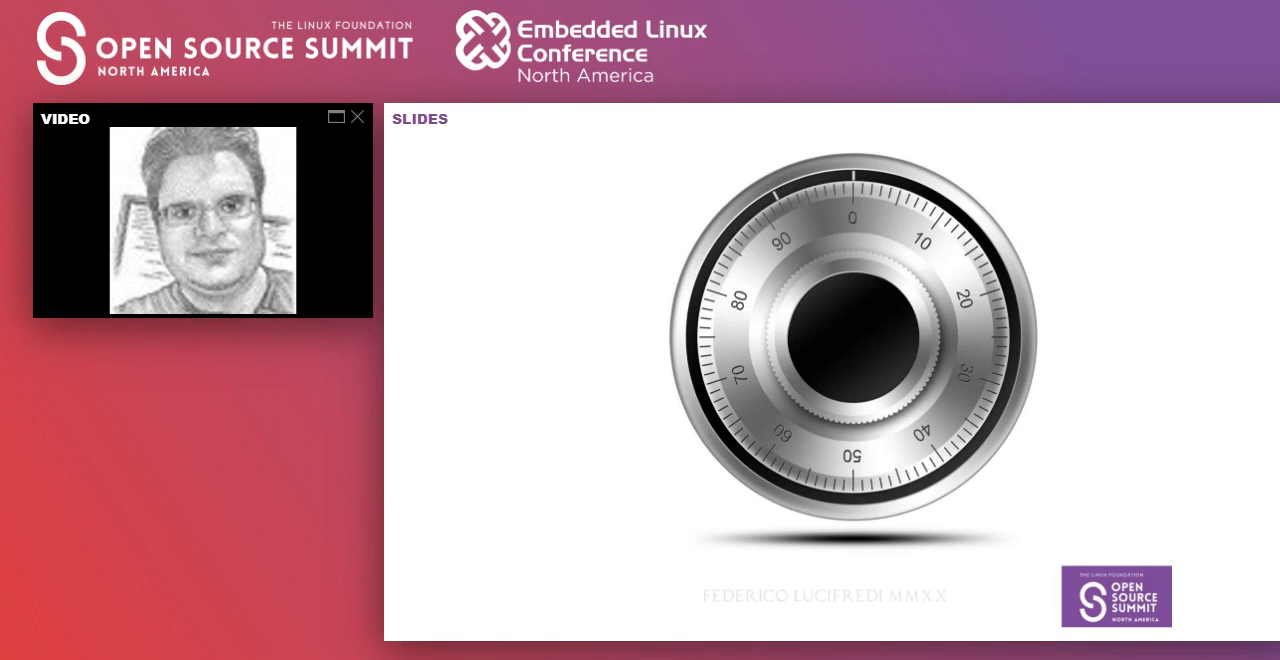 THE LINUX FOUNDATION
OPEN SOURCE SUMMIT
NORTH AMERICA
Embedded Linux
Conference
North America
VIDEO
SLIDES
0
10
20
30
40
50
60
70
80
90
FEDERICO LUCIFREDI MMXX
THE LINUX FOUNDATION
OPEN
SOURCE
SUMMIT
NORTH AMERICA